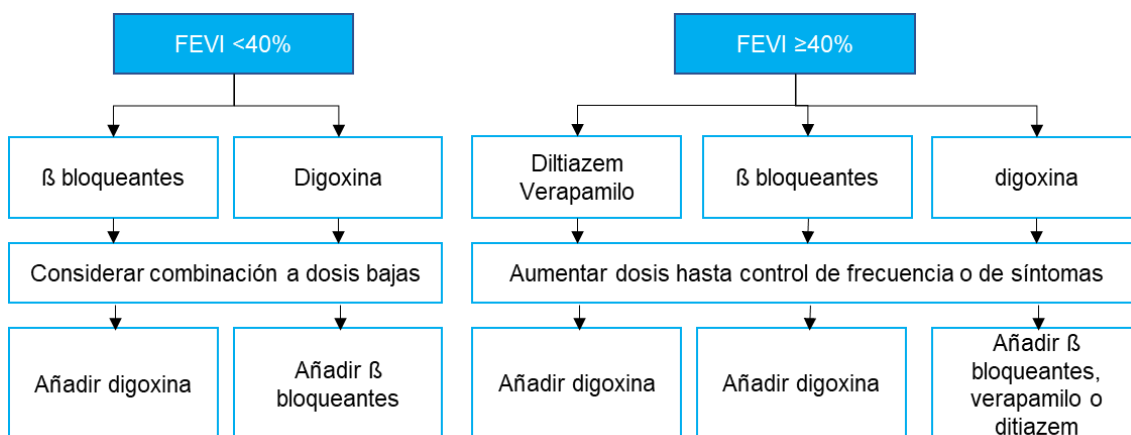 FEVI <40%
FEVI ≥40%
ß bloqueantes
Digoxina
Diltiazem
Verapamilo
ß bloqueantes
digoxina
Considerar combinación a dosis bajas
Aumentar dosis hasta control de frecuencia o de síntomas
Añadir digoxina
Añadir ß
bloqueantes
Añadir digoxina
Añadir digoxina
Añadir ß
bloqueantes,
verapamilo o
ditiazem